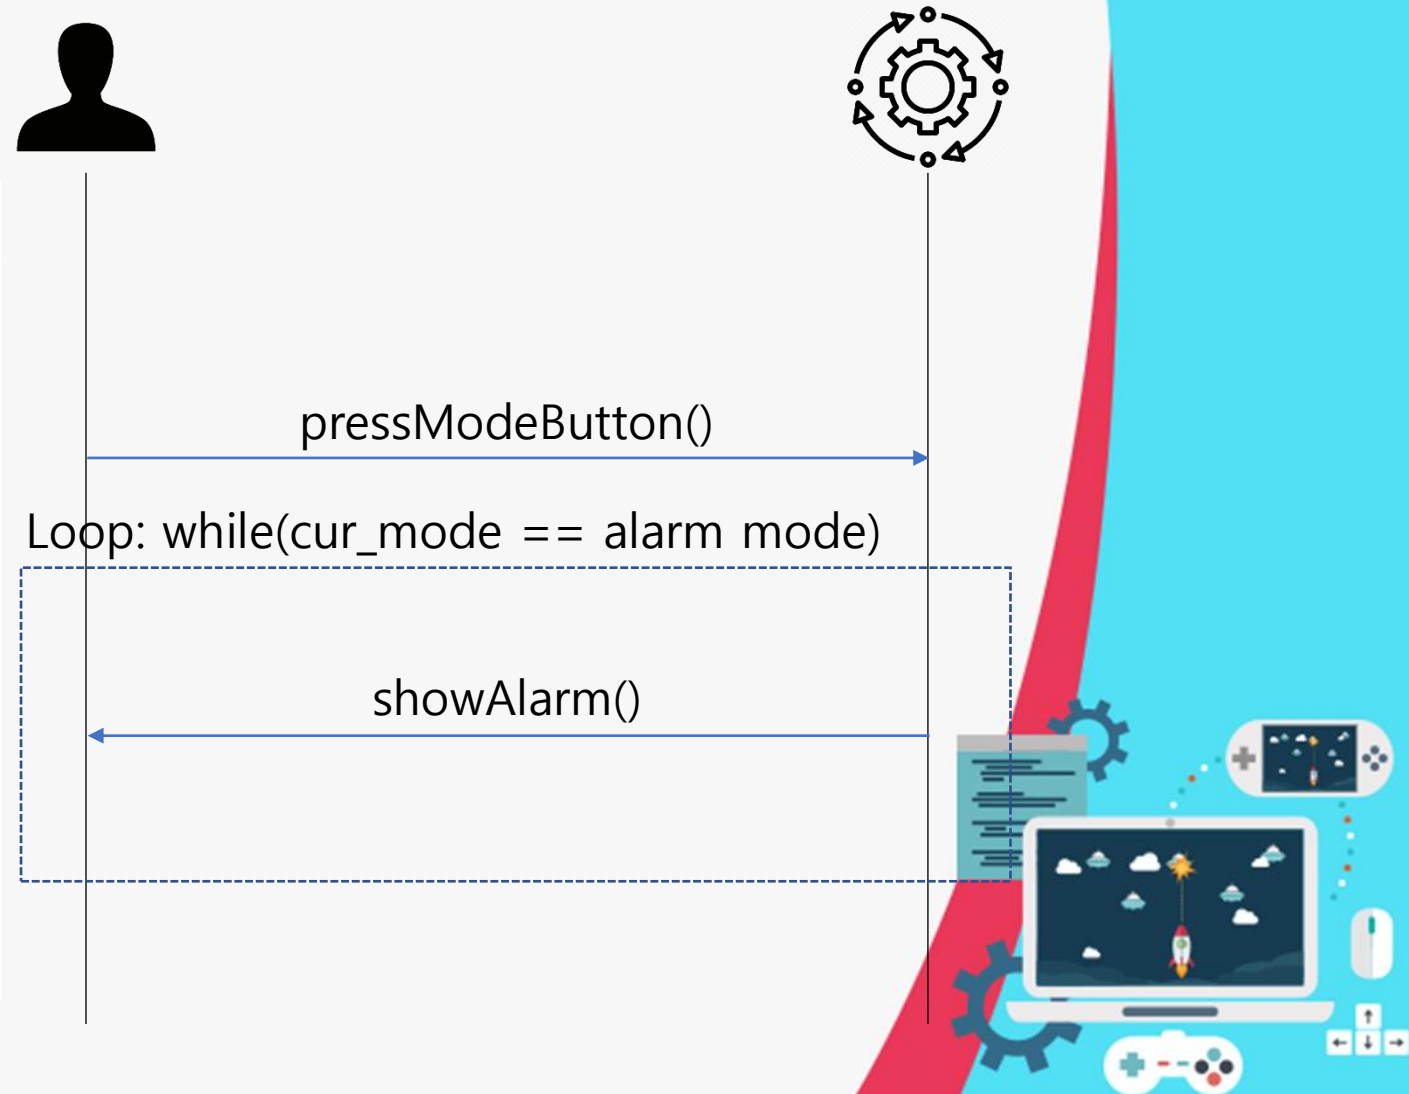 pressModeButton()
Loop: while(cur_mode == alarm mode)
showAlarm()